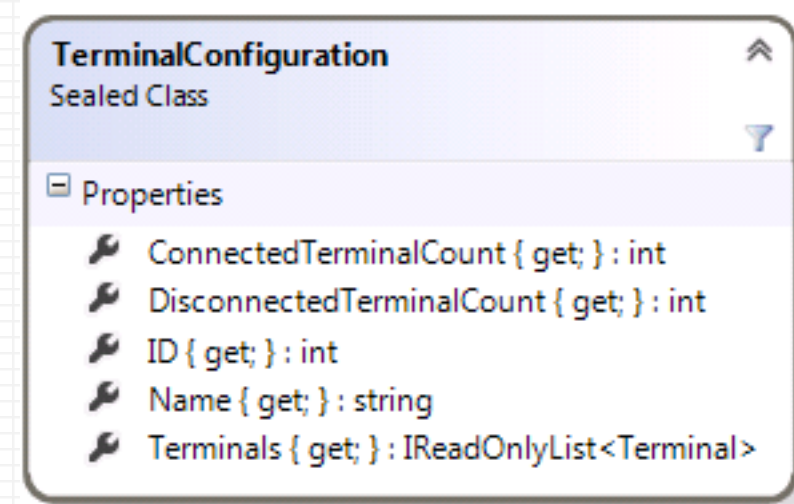 TerminalConfiguration
Sealed Class
Properties
ConnectedTerminalCount { get; } : int
DisconnectedTerminalCount { get; } : int
ID { get; } : int
Name { get; } : string
Terminals { get; } : IReadOnlyList<Terminal>